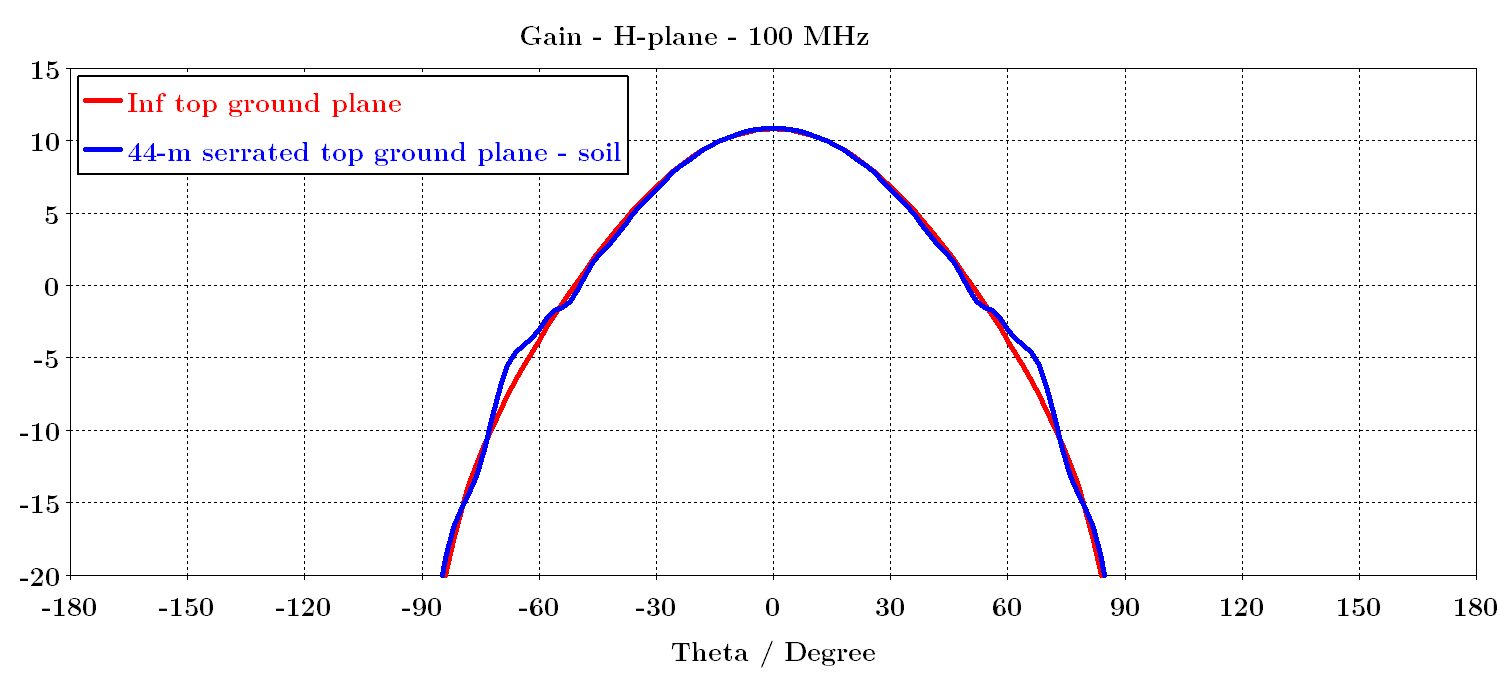 Gain - H-plane - 100 MHz
15
Inf top ground plane
44-m serrated top ground plane - soil
10
5
0
-5
-10
-15
-20
-180 -150 -120 -90 -60 -30 0 30 60 90 120 150 180
Theta / Degree